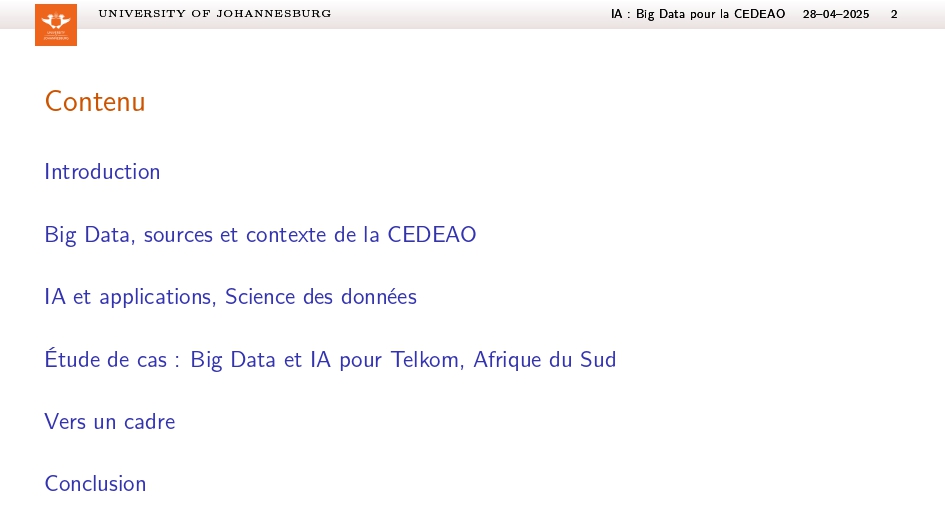 UNIVERSITY OF JOHANNESBURG
IA : Big Data pour la CEDEAO 28–04–2025 2
UNIVERSITY
JOHANNESBURG
Contenu
Introduction
Big Data, sources et contexte de la CEDEAO
IA et applications, Science des données
Étude de cas : Big Data et IA pour Telkom, Afrique du Sud
Vers un cadre
Conclusion